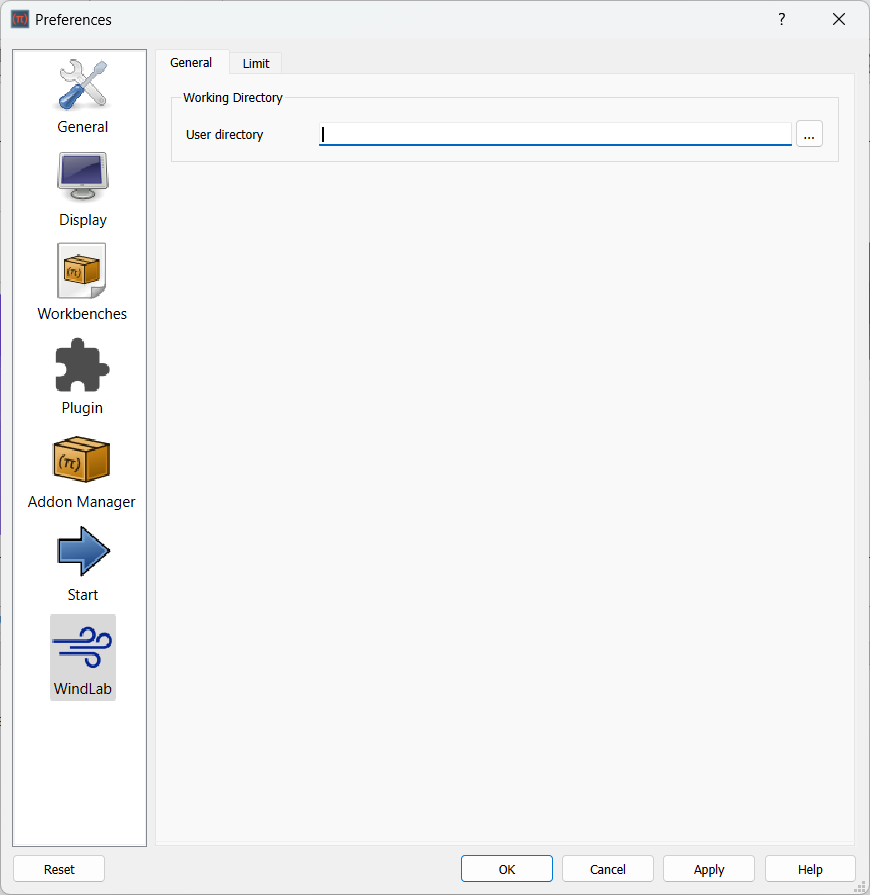 Preferences
?
General
Display
Workbenches
Plugin
Addon Manager
Start
WindLab
General Limit
Working Directory
User directory ...
Reset OK Cancel Apply Help